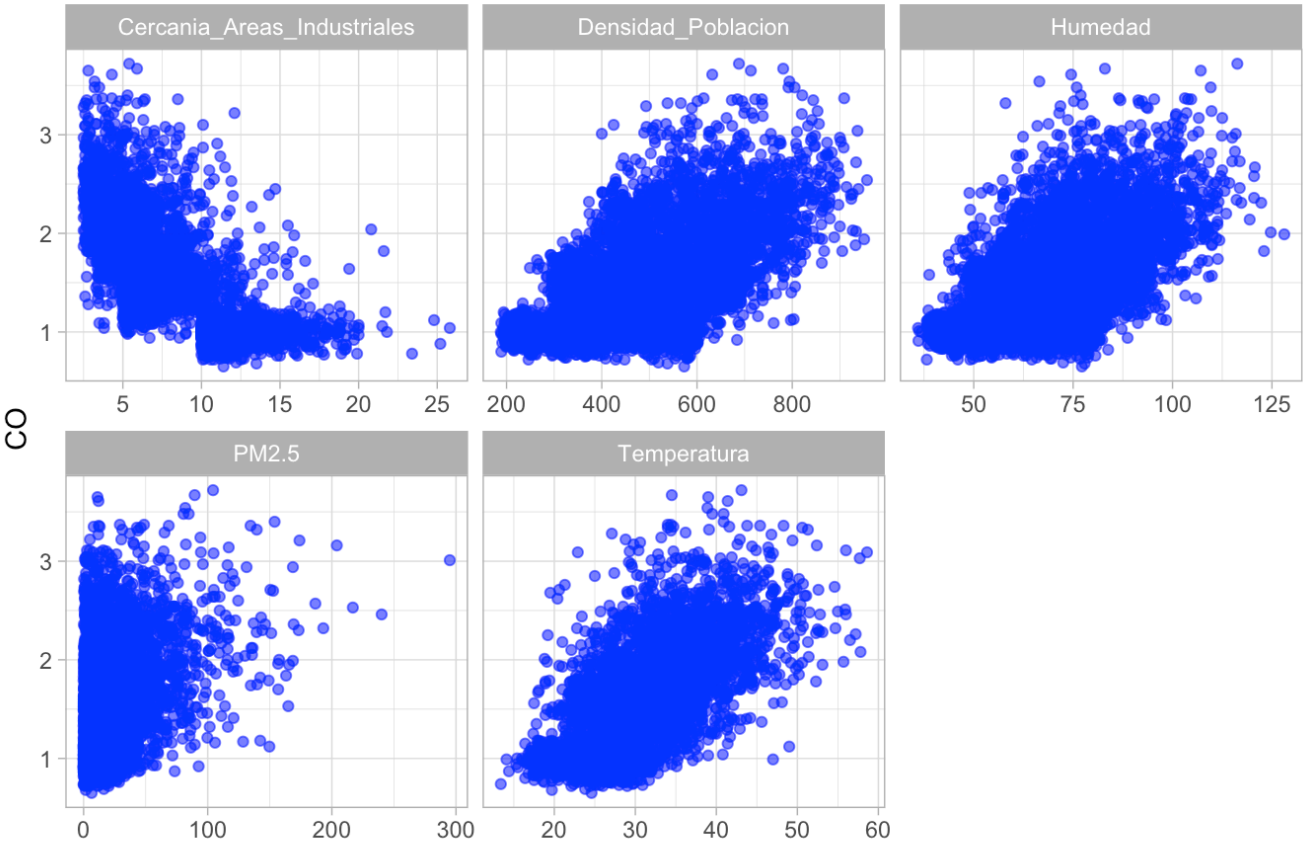 Cercania_Areas_Industriales
Densidad_Poblacion
Humedad
3
2
1
5 10 15 20 25
200 400 600 800
50 75 100 125
CO
PM2.5
Temperatura
3
2
1
0 100 200 300
20 30 40 50 60